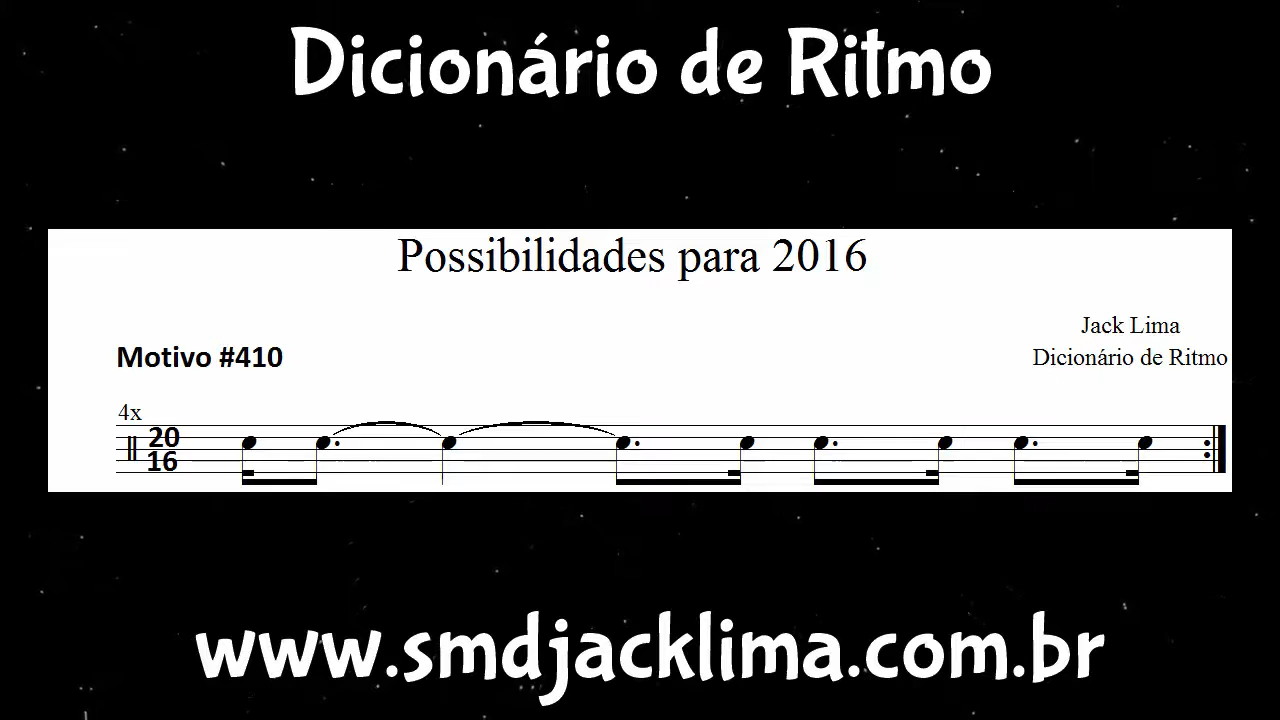 Dicionário de Ritmo
Possibilidades para 2016
Jack Lima
Motivo #410
Dicionário de Ritmo
4x
20
16
www.smdjacklima.com.br